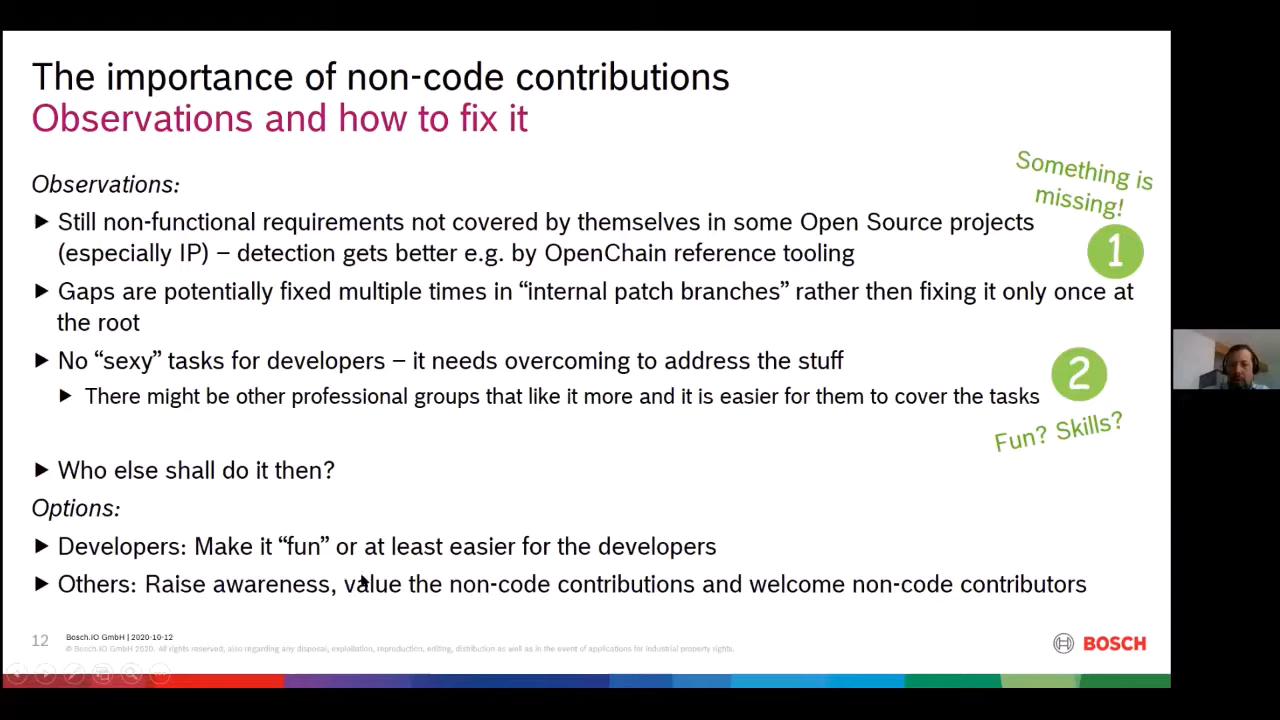 The importance of non-code contributions
Observations and how to fix it
Something is
missing!
Observations:
Still non-functional requirements not covered by themselves in some Open Source projects
(especially IP) – detection gets better e.g. by OpenChain reference tooling
1
Gaps are potentially fixed multiple times in “internal patch branches” rather then fixing it only once at
the root
No “sexy” tasks for developers – it needs overcoming to address the stuff
2
There might be other professional groups that like it more and it is easier for them to cover the tasks
Fun? Skills?
Who else shall do it then?
Options:
Developers: Make it “fun” or at least easier for the developers
Others: Raise awareness, value the non-code contributions and welcome non-code contributors
12
Bosch.IO GmbH | 2020-10-12
© Bosch.IO GmbH 2020. All rights reserved, also regarding any disposal, exploitation, reproduction, editing, distribution as well as in the event of applications for industrial property rights.
BOSCH